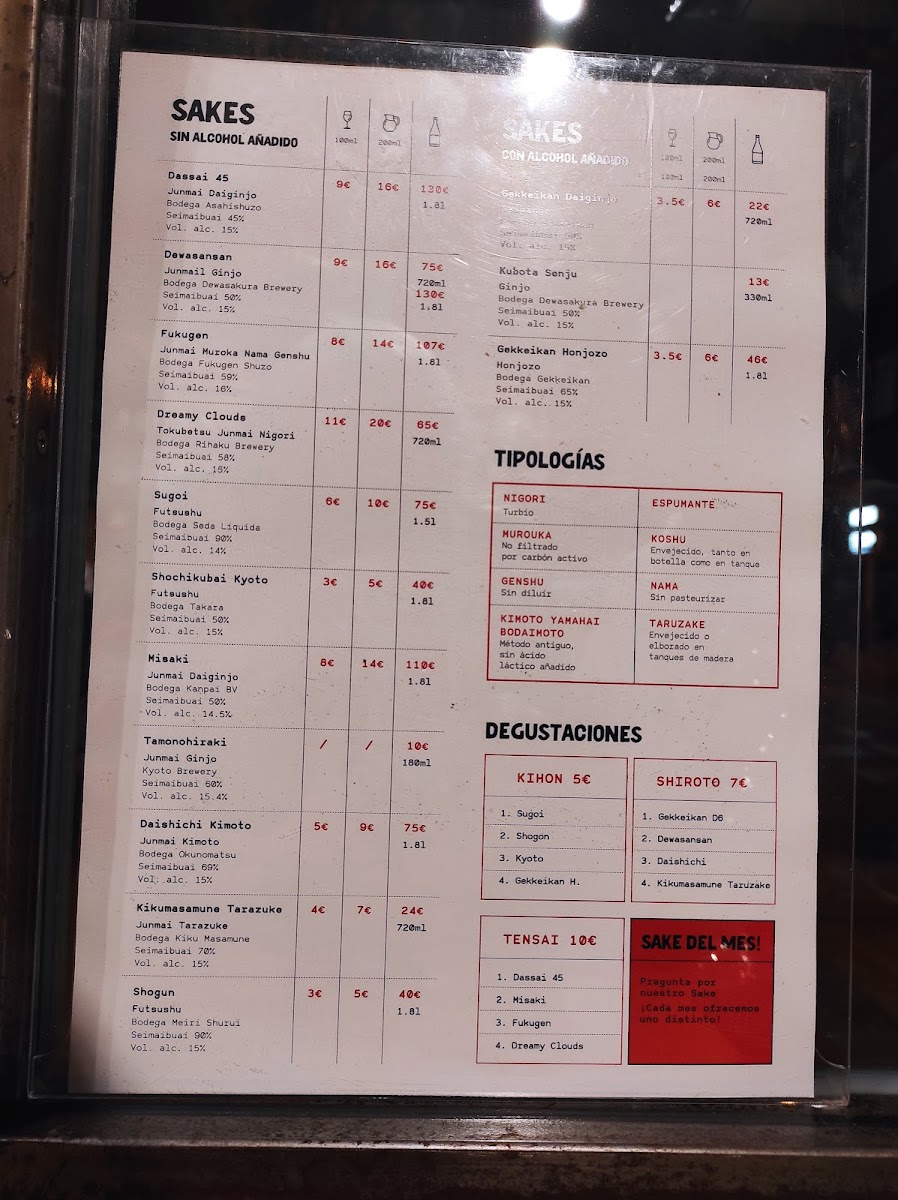 SAKES
SIN ALCOHOL AÑADIDO
100ml
200ml
Dassai 45
9€ 16€ 130€
Junmai Daiginjo
Bodega Asahishuzo
1.8l
Seimaibuai 45%
Vol. alc. 15%
Dewasansan
9€ 16€ 75€
Junmail Ginjo
720ml
Bodega Dewasakura Brewery
130€
Seimaibuai 50%
1.8l
Vol. alc. 15%
Fukugen
8€ 14€ 107€
Junmai Muroka Nama Genshu
1.8l
Bodega Fukugen Shuzo
Seimaibuai 59%
Vol. alc. 16%
Dreamy Clouds
11€ 20€ 65€
Tokubetsu Junmai Nigori
720ml
Bodega Rihaku Brewery
Seimaibuai 58%
Vol. alc. 15%
Sugoi
6€ 10€ 75€
Futsushu
1.5l
Bodega Seda Líquida
Seimaibuai 90%
Vol. alc. 14%
Shochikubai Kyoto
3€ 5€ 40€
Futsushu
1.8l
Bodega Takara
Seimaibuai 50%
Vol. alc. 15%
Misaki
8€ 14€ 110€
Junmai Daiginjo
1.8l
Bodega Kanpai BV
Seimaibuai 50%
Vol. alc. 14.5%
Tamonohiraki
/ / 10€
Junmai Ginjo
180ml
Kyoto Brewery
Seimaibuai 60%
Vol. alc. 15.4%
Daishichi Kimoto
5€ 9€ 75€
Junmai Kimoto
1.8l
Bodega Okunomatsu
Seimaibuai 69%
Vol. alc. 15%
Kikumasamune Tarazuke
4€ 7€ 24€
Junmai Tarazuke
720ml
Bodega Kiku Masamune
Seimaibuai 70%
Vol. alc. 15%
Shogun
3€ 5€ 40€
Futsushu
1.8l
Bodega Meiri Shurui
Seimaibuai 90%
Vol. alc. 15%
SAKES
CON ALCOHOL AÑADIDO
100ml
200ml
100ml
200ml
Gekkeikan Daiginjo
3.5€ 6€ 22€
720ml
Vol. alc. 15%
Kubota Senju
13€
Ginjo
330ml
Bodega Dewasakura Brewery
Seimaibuai 50%
Vol. alc. 15%
Gekkeikan Honjozo
3.5€ 6€ 46€
Honjozo
1.8l
Bodega Gekkeikan
Seimaibuai 65%
Vol. alc. 15%
TIPOLOGÍAS
NIGORI
Turbio
ESPUMANTE
MUROUKA
No filtrado
por carbón activo
KOSHU
Envejecido, tanto en
botella como en tanque
GENSHU
Sin diluir
NAMA
Sin pasteurizar
KIMOTO YAMAHAI
BODAIMOTO
Método antiguo,
sin ácido
láctico añadido
TARUZAKE
Envejecido o
elborado en
tanques de madera
DEGUSTACIONES
KIHON 5€
1. Sugoi
2. Shogon
3. Kyoto
4. Gekkeikan H.
SHIROTO 7€
1. Gekkeikan D6
2. Dewasansan
3. Daishichi
4. Kikumasamune Taruzake
TENSAI 10€
1. Dassai 45
2. Misaki
3. Fukugen
4. Dreamy Clouds
SAKE DEL MES!
Pregunta por
nuestro Sake
¡Cada mes ofrecemos
uno distinto!